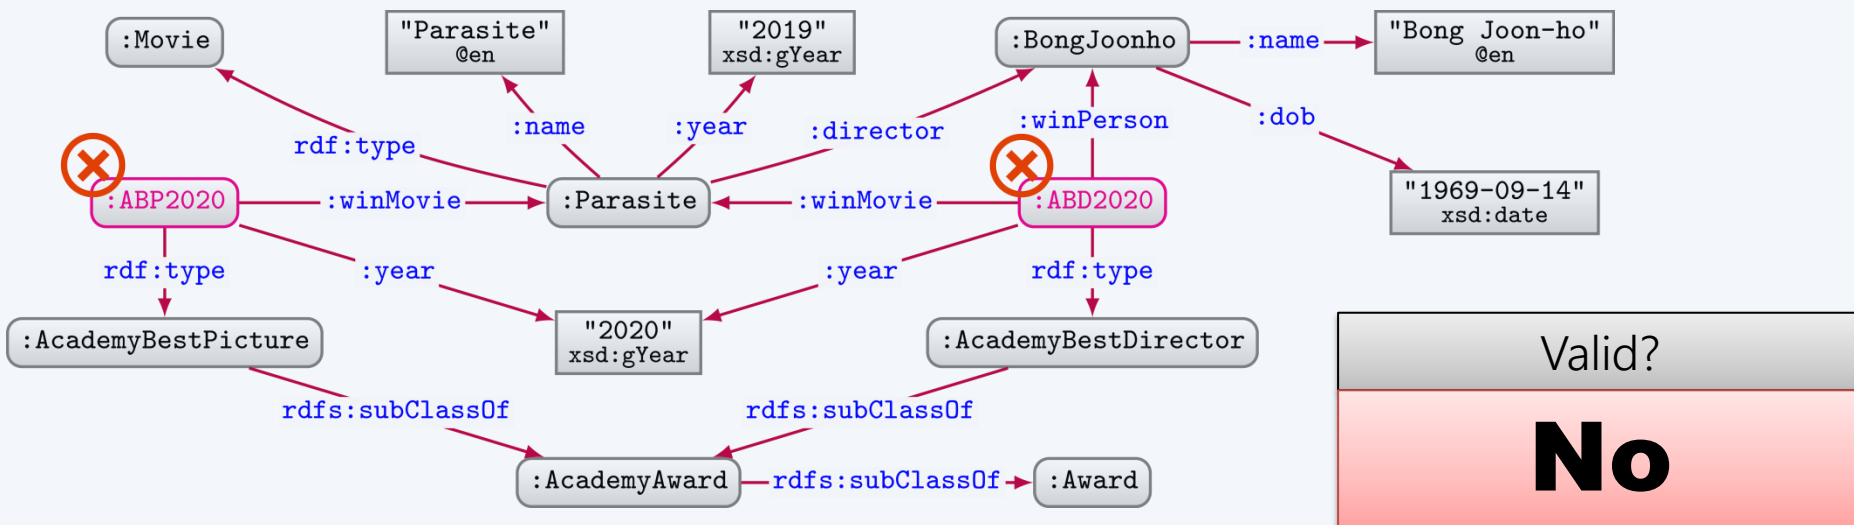 :Movie
"Parasite"
@en
"2019"
xsd:gYear
:BongJoonho
:name
"Bong Joon-ho"
@en
rdf:type
:name
:year
:director
:winPerson
:dob
:ABP2020
:winMovie
:Parasite
:winMovie
:ABD2020
"1969-09-14"
xsd:date
rdf:type
:year
:year
rdf:type
:AcademyBestPicture
"2020"
xsd:gYear
:AcademyBestDirector
Valid?
No
rdfs:subClassOf
rdfs:subClassOf
:AcademyAward
rdfs:subClassOf
:Award